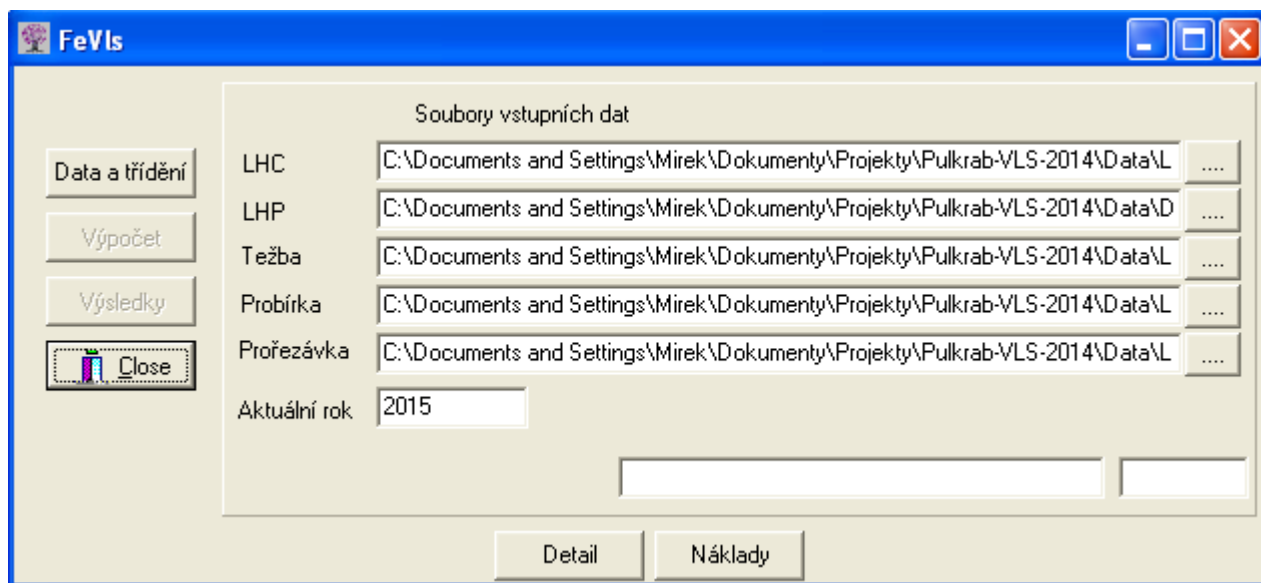 FeVls
Soubory vstupních dat
Data a třídění
Výpočet
Výsledky
Close
LHC C:\Documents and Settings\Mirek\Dokumenty\Projekty\Pulkrab-VLS-2014\Data\L ....
LHP C:\Documents and Settings\Mirek\Dokumenty\Projekty\Pulkrab-VLS-2014\Data\D ....
Težba C:\Documents and Settings\Mirek\Dokumenty\Projekty\Pulkrab-VLS-2014\Data\L ....
Probírka C:\Documents and Settings\Mirek\Dokumenty\Projekty\Pulkrab-VLS-2014\Data\L ....
Prořezávka C:\Documents and Settings\Mirek\Dokumenty\Projekty\Pulkrab-VLS-2014\Data\L ....
Aktuální rok 2015
Detail Náklady